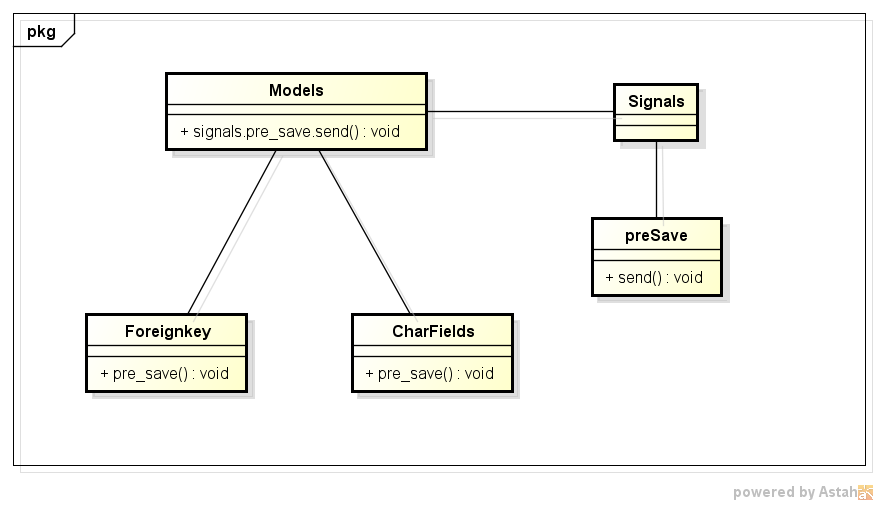 pkg
Models
+ signals.pre_save.send() : void
Signals
preSave
+ send() : void
Foreignkey
+ pre_save() : void
CharFields
+ pre_save() : void
powered by Astah